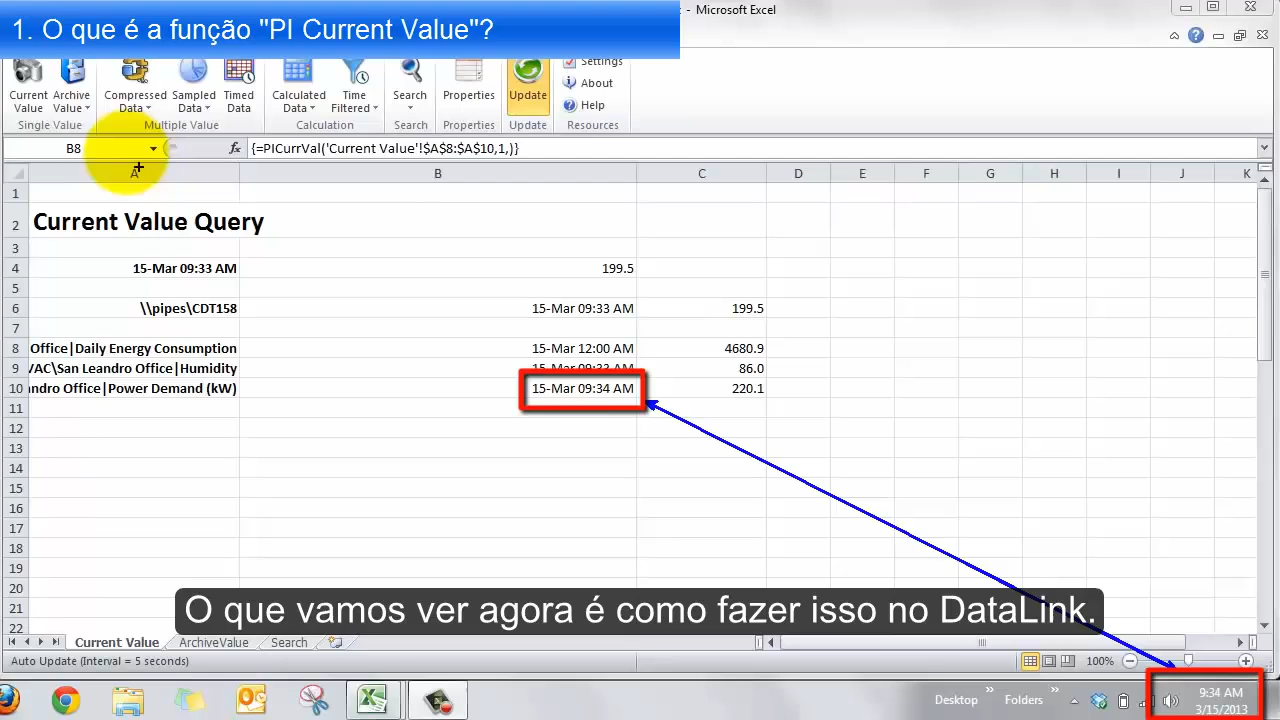 1. O que é a função "PI Current Value"?
- Microsoft Excel
Current Value
Archive Value
Compressed Data
Sampled Data
Timed Data
Calculated Data
Time Filtered
Search
Properties
Update
Settings
About
Help
Single Value
Multiple Value
Calculation
Search
Properties
Update
Resources
B8
fx
{=PICurrVal('Current Value'!$A$8:$A$10,1,)}
A B C D E F G H I J K
1
2 Current Value Query
3
4 15-Mar 09:33 AM 199.5
5
6 \\pipes\CDT158 15-Mar 09:33 AM 199.5
7
8 Office|Daily Energy Consumption 15-Mar 12:00 AM 4680.9
9 VAC\San Leandro Office|Humidity 15-Mar 09:33 AM 86.0
10 ndro Office|Power Demand (kW) 15-Mar 09:34 AM 220.1
11
12
13
14
15
16
17
18
19
20
21
22
O que vamos ver agora é como fazer isso no DataLink.
Current Value ArchiveValue Search
Auto Update (Interval = 5 seconds)
100%
Desktop » Folders »
9:34 AM
3/15/2013